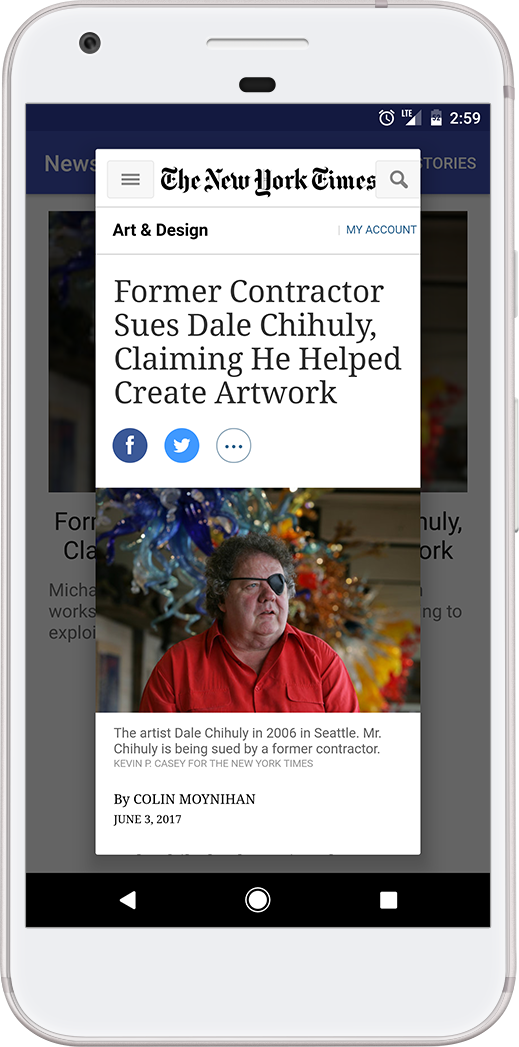 LTE 92 2:59
News
STORIES
The New York Times
Art & Design
MY ACCOUNT
Former Contractor
Sues Dale Chihuly,
Claiming He Helped
Create Artwork
f
The artist Dale Chihuly in 2006 in Seattle. Mr.
Chihuly is being sued by a former contractor.
KEVIN P. CASEY FOR THE NEW YORK TIMES
By COLIN MOYNIHAN
JUNE 3, 2017
Forr
huly,
Cla
ork
Micha
works
ng to
exploi